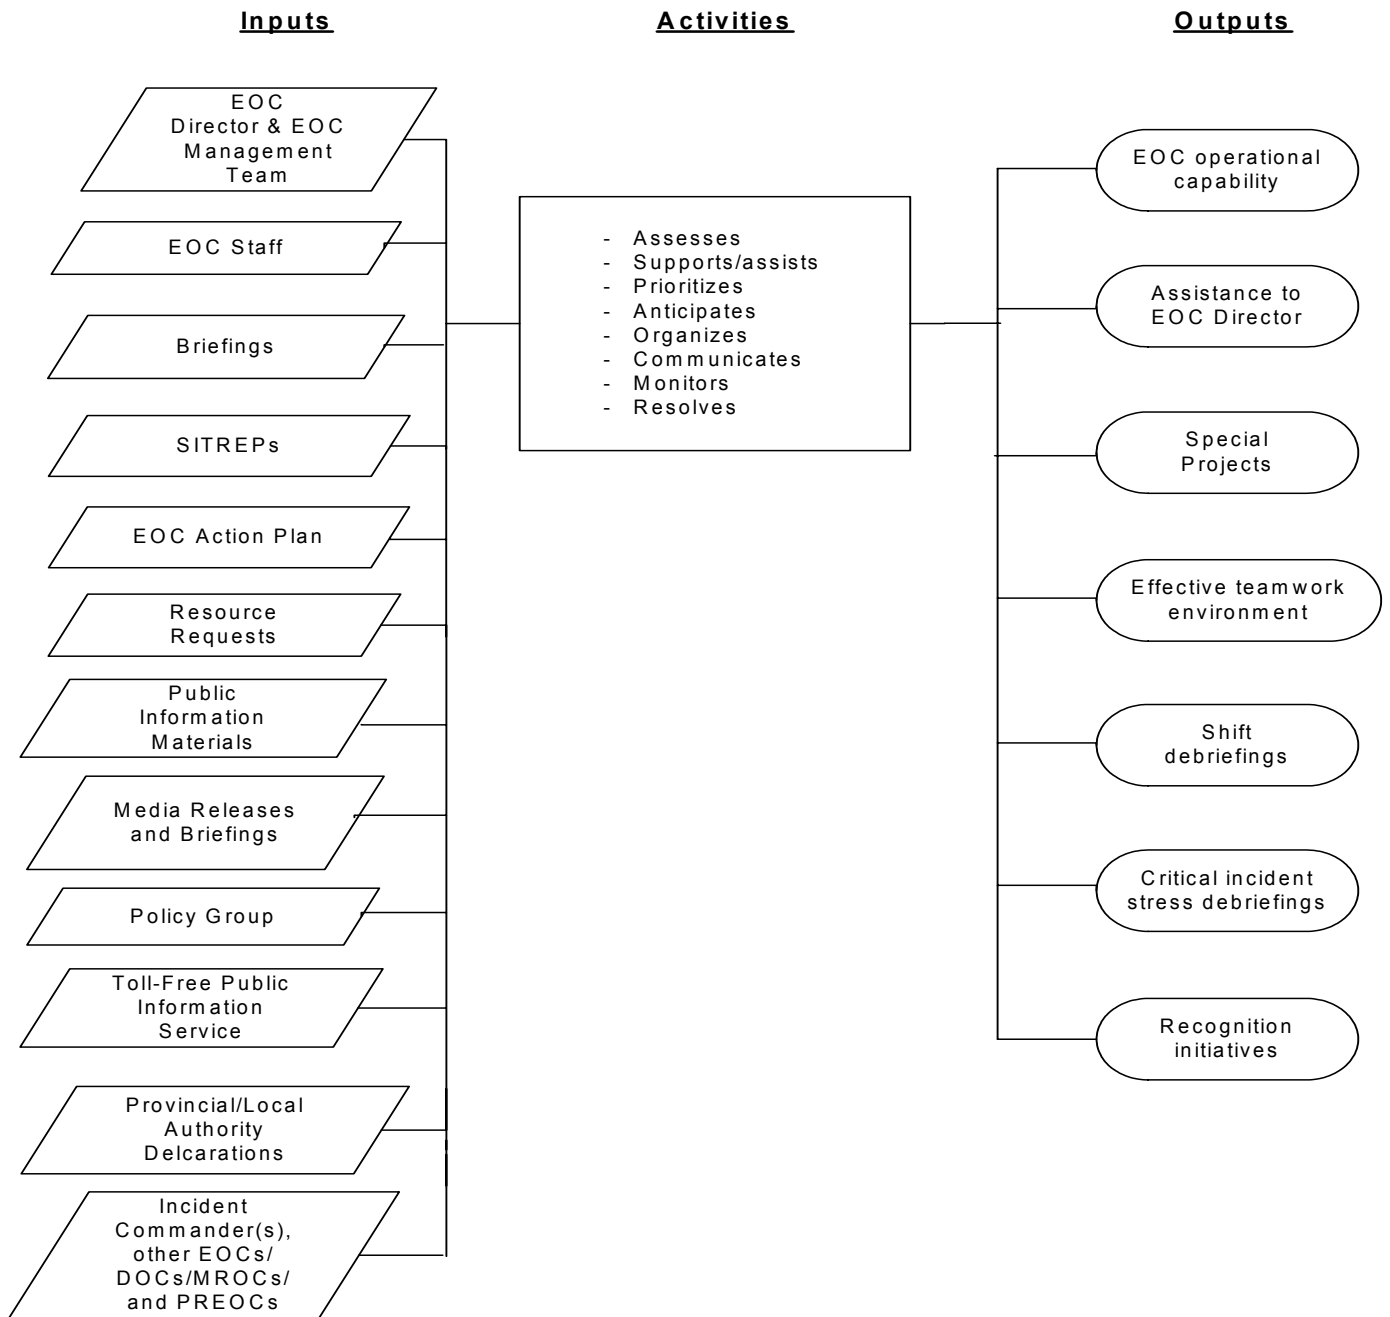 Inputs
Activities
Outputs
EOC
Director & EOC
Management
Team
EOC Staff
Briefings
SITREPs
EOC Action Plan
Resource
Requests
Public
Information
Materials
Media Releases
and Briefings
Policy Group
Toll-Free Public
Information
Service
Provincial/Local
Authority
Delcarations
Incident
Commander(s),
other EOCs/
DOCs/MROCs/
and PREOCs
- Assesses
- Supports/assists
- Prioritizes
- Anticipates
- Organizes
- Communicates
- Monitors
- Resolves
EOC operational
capability
Assistance to
EOC Director
Special
Projects
Effective teamwork
environment
Shift
debriefings
Critical incident
stress debriefings
Recognition
initiatives